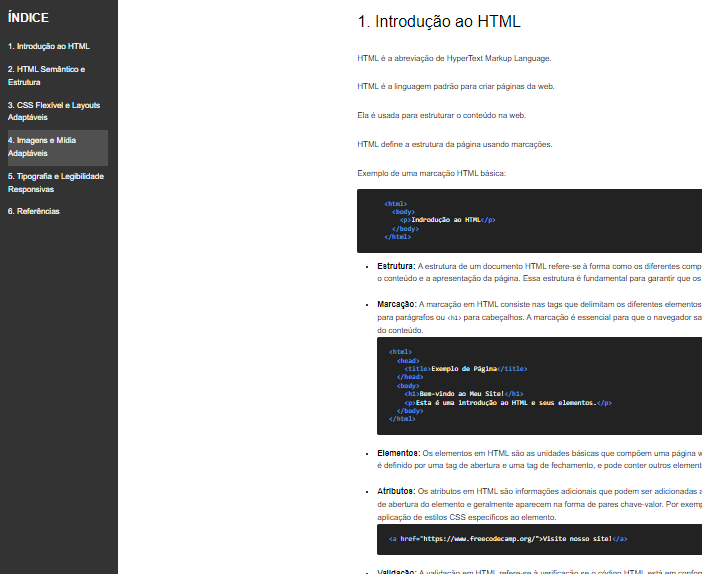 ÍNDICE
1. Introdução ao HTML
2. HTML Semântico e
Estrutura
3. CSS Flexível e Layouts
Adaptáveis
4. Imagens e Mídia
Adaptáveis
5. Tipografia e Legibilidade
Responsivas
6. Referências
1. Introdução ao HTML
HTML é a abreviação de HyperText Markup Language.
HTML é a linguagem padrão para criar páginas da web.
Ela é usada para estruturar o conteúdo na web.
HTML define a estrutura da página usando marcações.
Exemplo de uma marcação HTML básica:
<html>
<body>
<p>Indrodução ao HTML</p>
</body>
</html>
Estrutura: A estrutura de um documento HTML refere-se à forma como os diferentes comp
o conteúdo e a apresentação da página. Essa estrutura é fundamental para garantir que os
Marcação: A marcação em HTML consiste nas tags que delimitam os diferentes elementos
para parágrafos ou <h1> para cabeçalhos. A marcação é essencial para que o navegador sa
do conteúdo.
<html>
<head>
<title>Exemplo de Página</title>
</head>
<body>
<h1>Bem-vindo ao Meu Site!</h1>
<p>Esta é uma introdução ao HTML e seus elementos.</p>
</body>
</html>
Elementos: Os elementos em HTML são as unidades básicas que compõem uma página w
é definido por uma tag de abertura e uma tag de fechamento, e pode conter outros element
Atributos: Os atributos em HTML são informações adicionais que podem ser adicionadas a
de abertura do elemento e geralmente aparecem na forma de pares chave-valor. Por exemp
aplicação de estilos CSS específicos ao elemento.
<a href="https://www.freecodecamp.org/">Visite nosso site!</a>
Validação: A validação em HTML refere-se à verificação se o código HTML está em confor